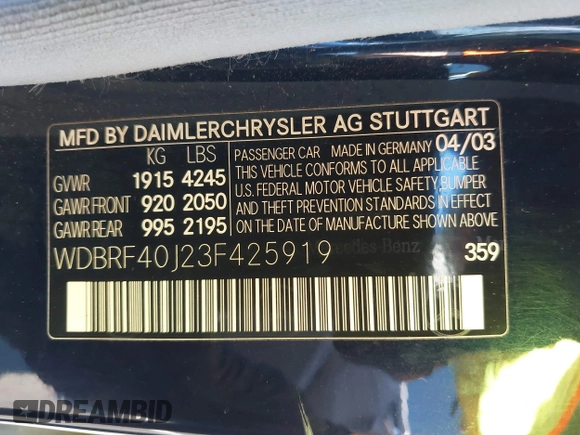 MFD BY DAIMLERCHRYSLER AG STUTTGART
KG LBS
GVWR 1915 4245
GAWR FRONT 920 2050
GAWR REAR 995 2195
PASSENGER CAR MADE IN GERMANY 04/03
THIS VEHICLE CONFORMS TO ALL APPLICABLE
U.S. FEDERAL MOTOR VEHICLE SAFETY, BUMPER
AND THEFT PREVENTION STANDARDS IN EFFECT
ON DATE OF MANUFACTURE SHOWN ABOVE
WDBRF40J23F425919
Mercedes-Benz
359
DREAMBID